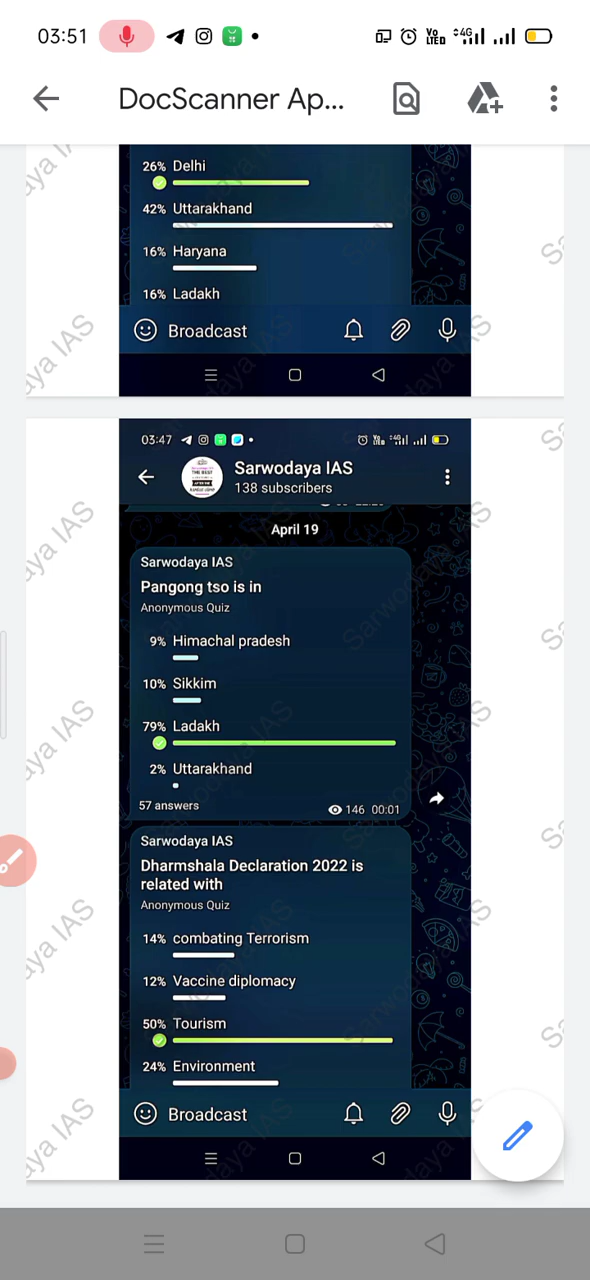 03:51
Vo LTED 4G
DocScanner Ap...
26% Delhi
42% Uttarakhand
16% Haryana
16% Ladakh
Broadcast
03:47
Sarwodaya IAS
138 subscribers
April 19
Sarwodaya IAS
Pangong tso is in
Anonymous Quiz
9% Himachal pradesh
10% Sikkim
79% Ladakh
2% Uttarakhand
57 answers
146 00:01
Sarwodaya IAS
Dharmshala Declaration 2022 is
related with
Anonymous Quiz
14% combating Terrorism
12% Vaccine diplomacy
50% Tourism
24% Environment
Broadcast